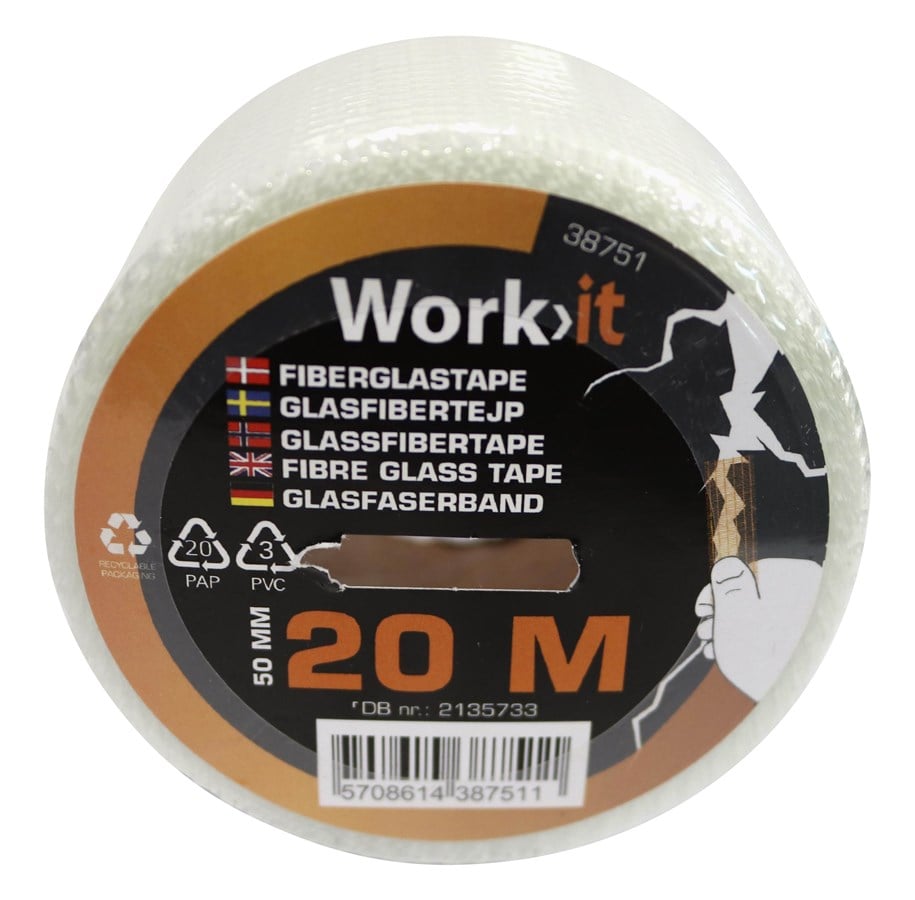 38751
Work›it
FIBERGLASTAPE
GLASFIBERTEJP
GLASSFIBERTAPE
FIBRE GLASS TAPE
GLASFASERBAND
RECYCLABLE
PACKAGING
20
PAP
3
PVC
50 MM
20 M
DB nr.: 2135733
5708614 387511